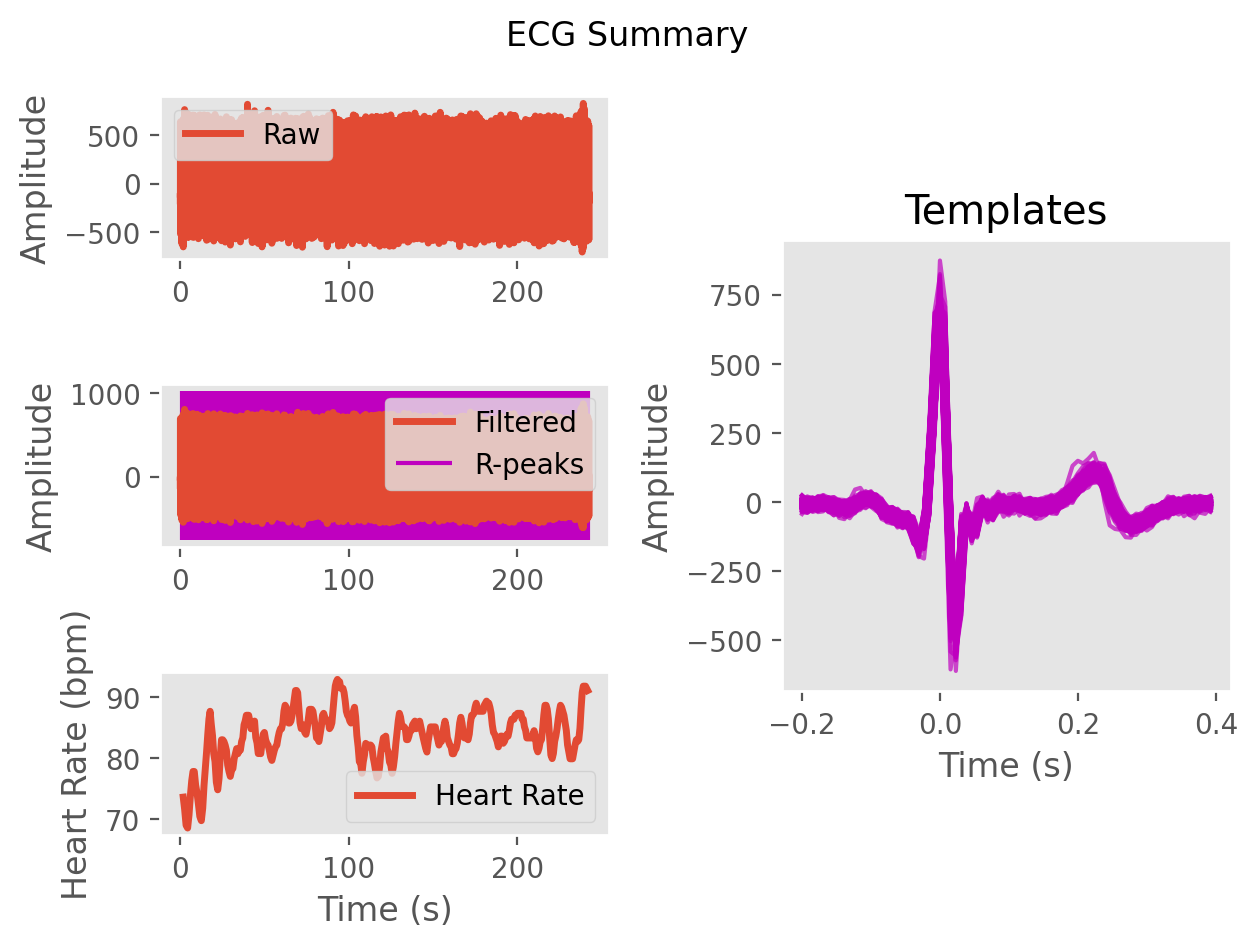 ECG Summary
Amplitude
500
0
−500
Raw
0 100 200
Amplitude
1000
0
Filtered
R-peaks
0 100 200
Heart Rate (bpm)
90
80
70
Heart Rate
0 100 200
Time (s)
Templates
Amplitude
750
500
250
0
−250
−500
−0.2 0.0 0.2 0.4
Time (s)